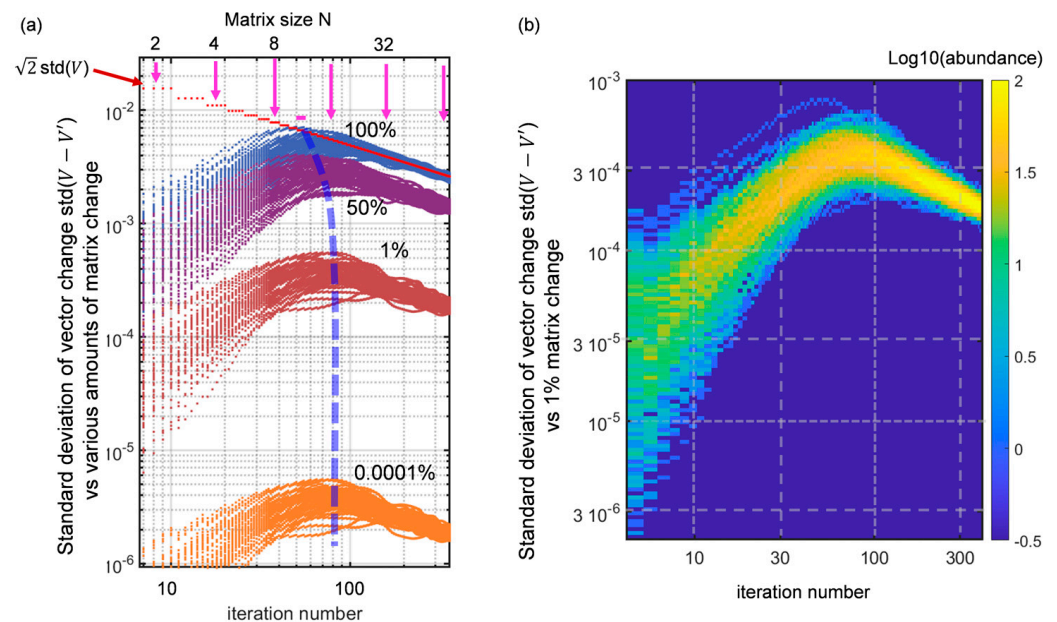 (a)
Matrix size N
2 4 8 32
√2 std(V)
10^-2
10^-3
10^-4
10^-5
10^-6
100%
50%
1%
0.0001%
Standard deviation of vector change std(V − V′)
vs various amounts of matrix change
10 100
iteration number
(b)
Log10(abundance)
10^-3
3 10^-4
10^-4
3 10^-5
10^-5
3 10^-6
Standard deviation of vector change std(V − V′)
vs 1% matrix change
10 30 100 300
iteration number
2
1.5
1
0.5
0
-0.5